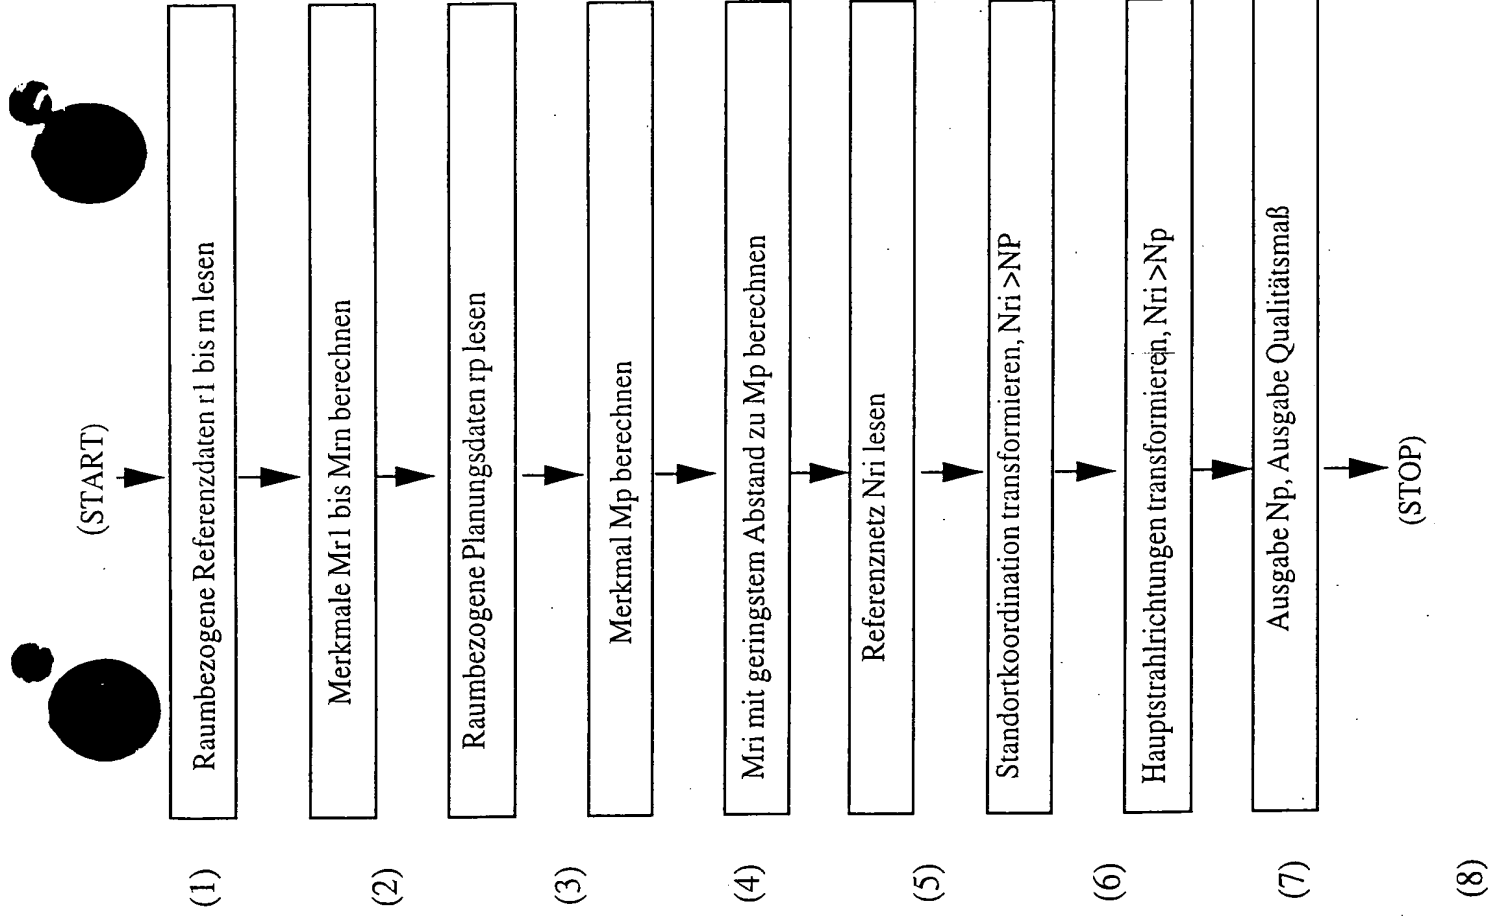 (START)
(1)
Raumbezogene Referenzdaten r1 bis rn lesen
(2)
Merkmale Mr1 bis Mrn berechnen
(3)
Raumbezogene Planungsdaten rp lesen
(4)
Merkmal Mp berechnen
(5)
Mri mit geringstem Abstand zu Mp berechnen
(6)
Referenznetz Nri lesen
(7)
Standortkoordination transformieren, Nri >NP
(8)
Hauptstrahlrichtungen transformieren, Nri >Np
Ausgabe Np, Ausgabe Qualitätsmaß
(STOP)